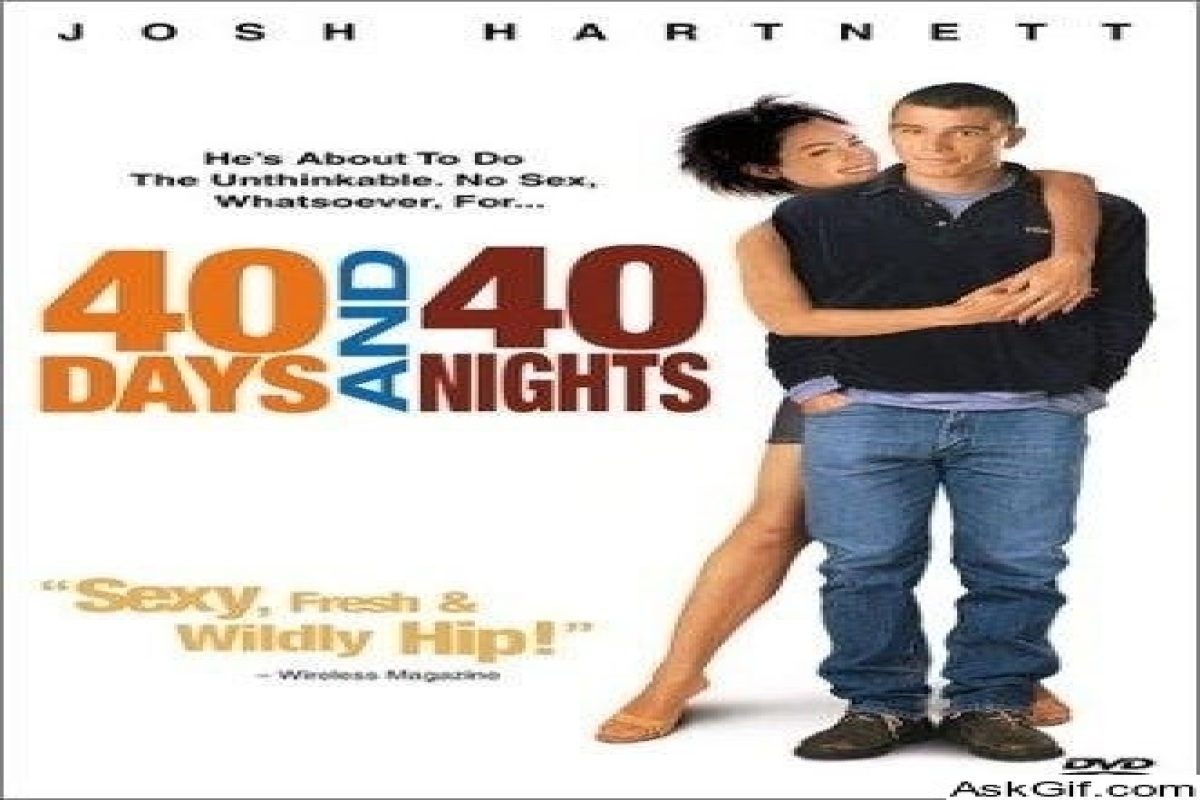 JOSH HARTNETT
He's About To Do
The Unthinkable. No Sex,
Whatsoever, For...
40 DAYS AND 40 NIGHTS
"Sexy, Fresh &
Wildly Hip!"
– Wireless Magazine
DVD
AskGif.com